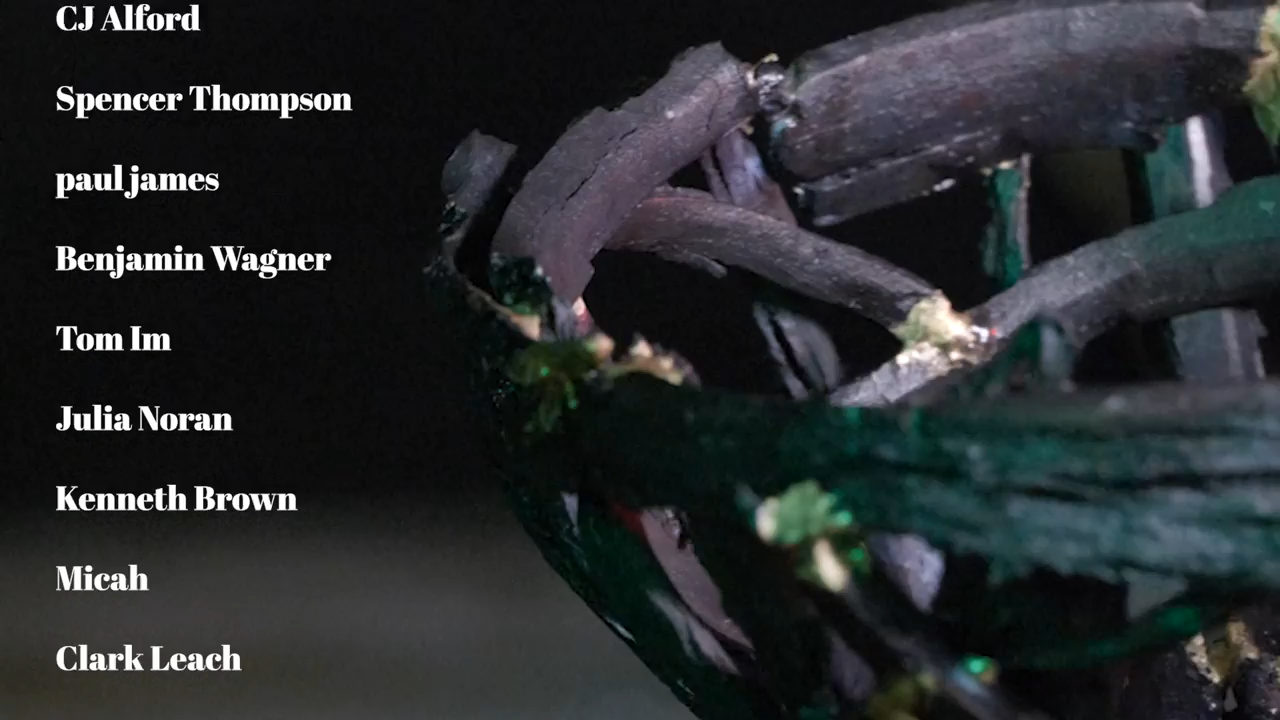 CJ Alford
Spencer Thompson
paul james
Benjamin Wagner
Tom Im
Julia Noran
Kenneth Brown
Micah
Clark Leach